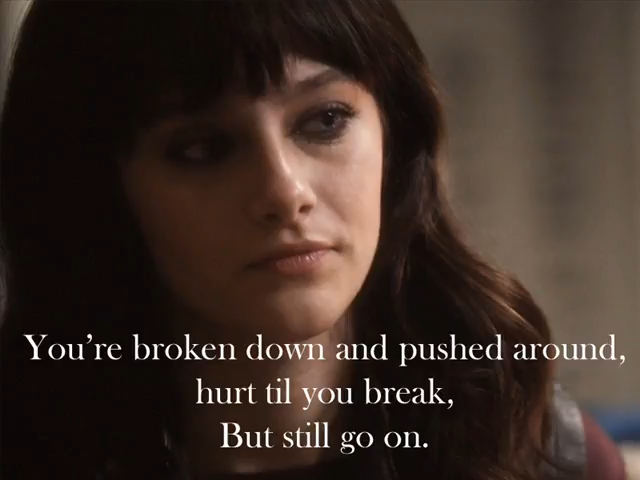 You're broken down and pushed around,
hurt til you break,
But still go on.